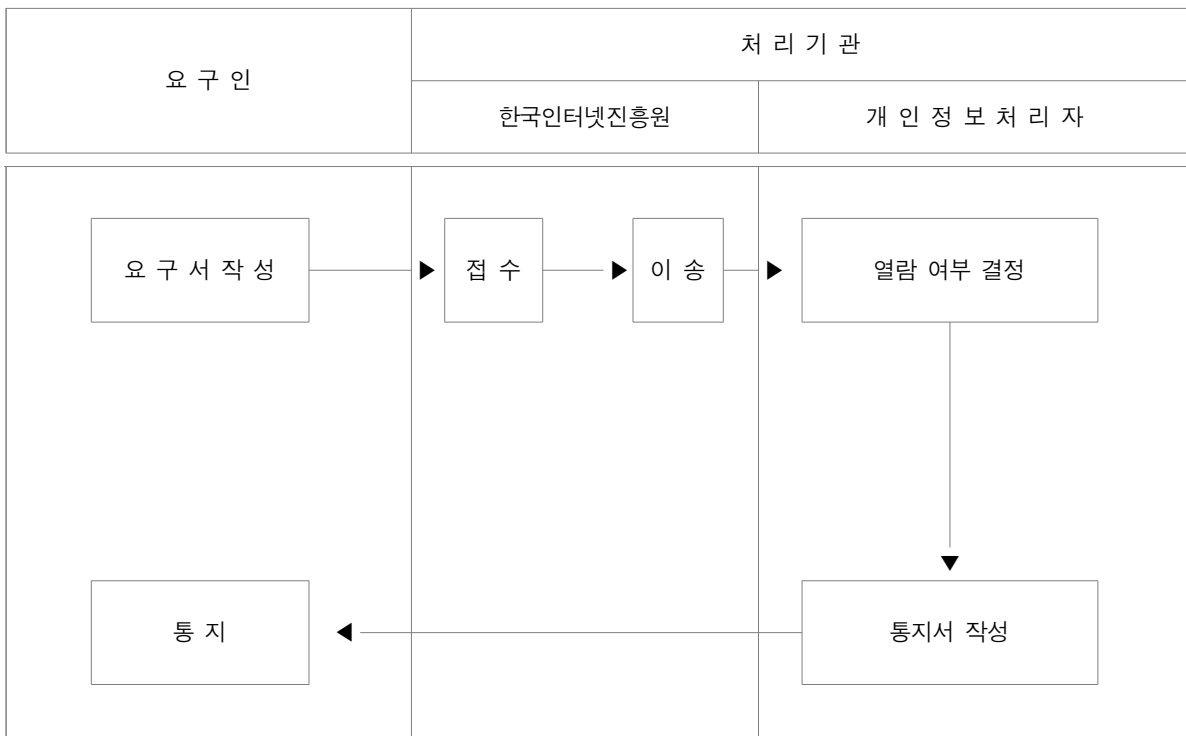 요 구 인
처 리 기 관
한국인터넷진흥원
개 인 정 보 처 리 자
요 구 서 작 성
접 수
이 송
열람 여부 결정
통 지
통지서 작성